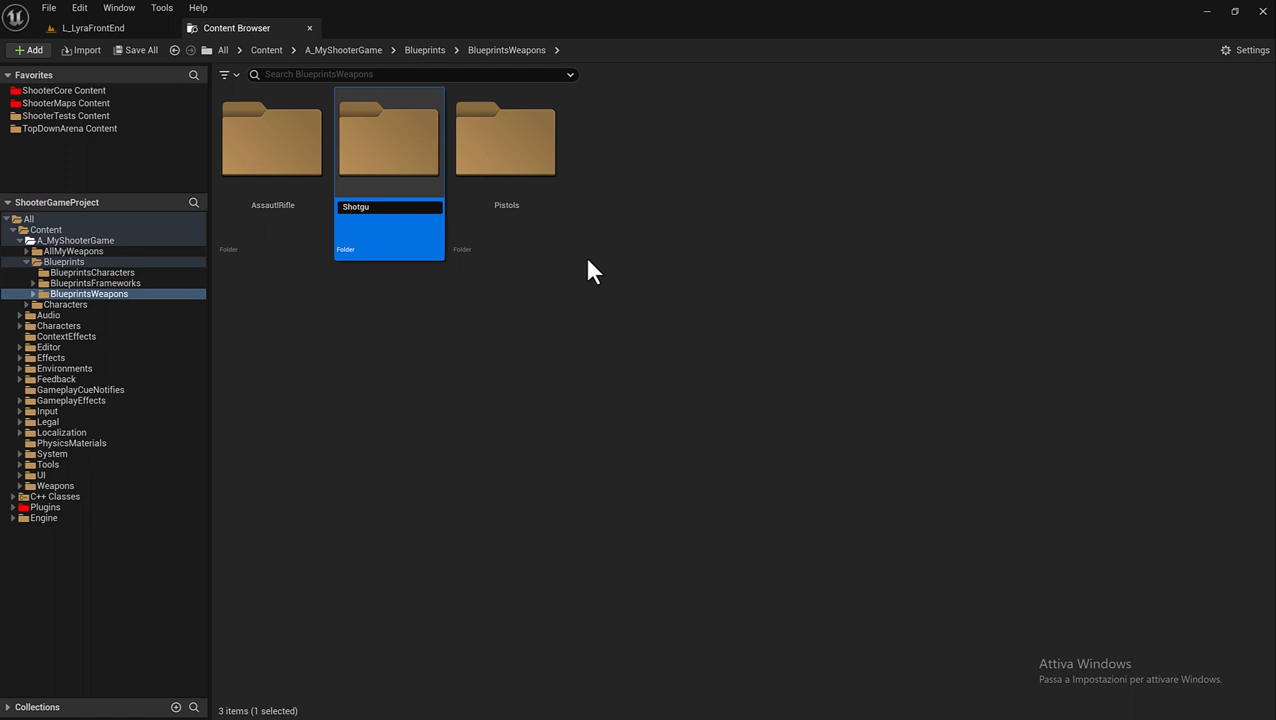 File Edit Window Tools Help
L_LyraFrontEnd
Content Browser
Add Import Save All All Content A_MyShooterGame Blueprints BlueprintsWeapons Settings
Favorites
ShooterCore Content
ShooterMaps Content
ShooterTests Content
TopDownArena Content
Search BlueprintsWeapons
AssautlRifle
Folder
Shotgu
Folder
Pistols
Folder
ShooterGameProject
All
Content
A_MyShooterGame
AllMyWeapons
Blueprints
BlueprintsCharacters
BlueprintsFrameworks
BlueprintsWeapons
Characters
Audio
Characters
ContextEffects
Editor
Effects
Environments
Feedback
GameplayCueNotifies
GameplayEffects
Input
Legal
Localization
PhysicsMaterials
System
Tools
UI
Weapons
C++ Classes
Plugins
Engine
Collections
3 items (1 selected)
Attiva Windows
Passa a Impostazioni per attivare Windows.